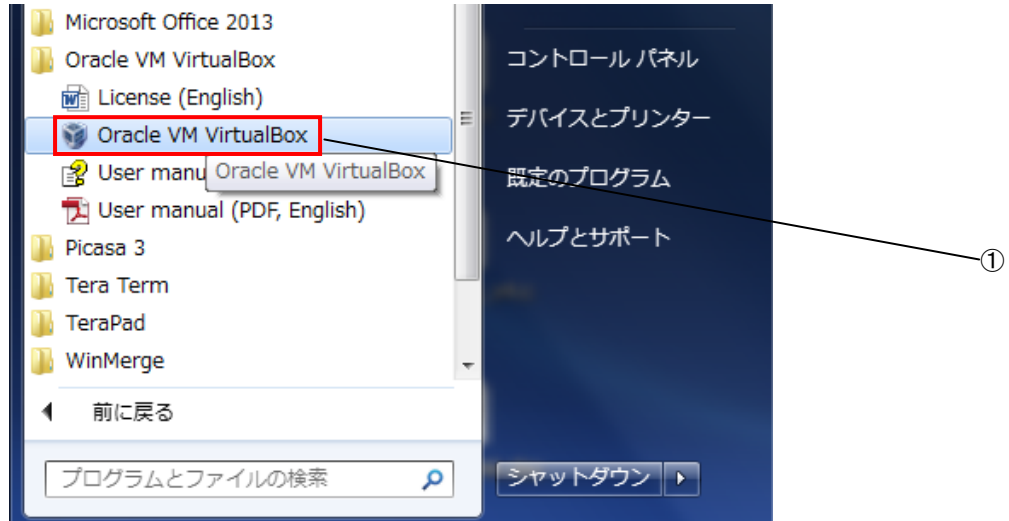 Microsoft Office 2013
Oracle VM VirtualBox
License (English)
Oracle VM VirtualBox
User manu
Oracle VM VirtualBox
User manual (PDF, English)
Picasa 3
Tera Term
TeraPad
WinMerge
前に戻る
プログラムとファイルの検索
コントロール パネル
デバイスとプリンター
既定のプログラム
ヘルプとサポート
シャットダウン
①